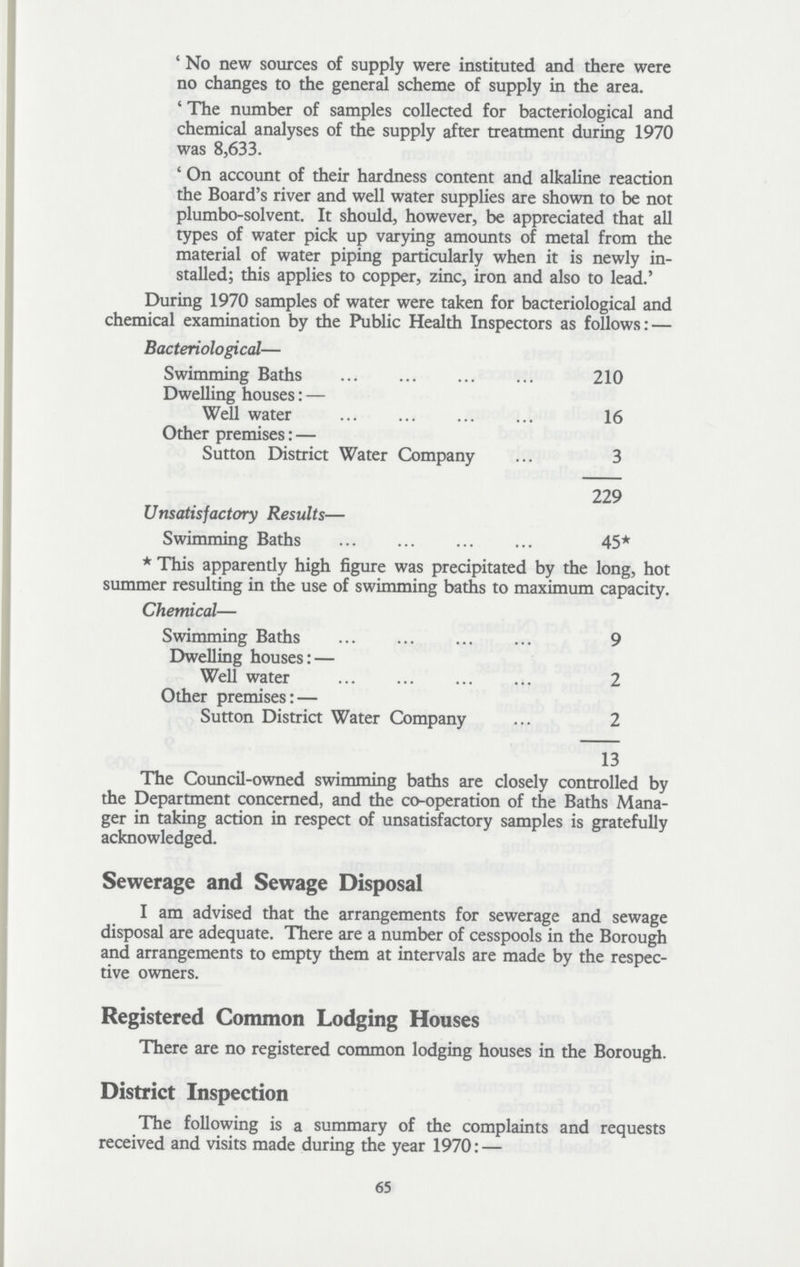 ‘ No new sources of supply were instituted and there were
no changes to the general scheme of supply in the area.
‘ The number of samples collected for bacteriological and
chemical analyses of the supply after treatment during 1970
was 8,633.
‘ On account of their hardness content and alkaline reaction
the Board’s river and well water supplies are shown to be not
plumbo-solvent. It should, however, be appreciated that all
types of water pick up varying amounts of metal from the
material of water piping particularly when it is newly in-
stalled; this applies to copper, zinc, iron and also to lead.’
During 1970 samples of water were taken for bacteriological and
chemical examination by the Public Health Inspectors as follows: —
Bacteriological—
Swimming Baths ... ... ... ... 210
Dwelling houses: —
Well water ... ... ... ... 16
Other premises: —
Sutton District Water Company ... 3
229
Unsatisfactory Results—
Swimming Baths ... ... ... ... 45*
* This apparently high figure was precipitated by the long, hot
summer resulting in the use of swimming baths to maximum capacity.
Chemical—
Swimming Baths ... ... ... ... 9
Dwelling houses: —
Well water ... ... ... ... 2
Other premises: —
Sutton District Water Company ... 2
13
The Council-owned swimming baths are closely controlled by
the Department concerned, and the co-operation of the Baths Mana-
ger in taking action in respect of unsatisfactory samples is gratefully
acknowledged.
Sewerage and Sewage Disposal
I am advised that the arrangements for sewerage and sewage
disposal are adequate. There are a number of cesspools in the Borough
and arrangements to empty them at intervals are made by the respec-
tive owners.
Registered Common Lodging Houses
There are no registered common lodging houses in the Borough.
District Inspection
The following is a summary of the complaints and requests
received and visits made during the year 1970: —
65